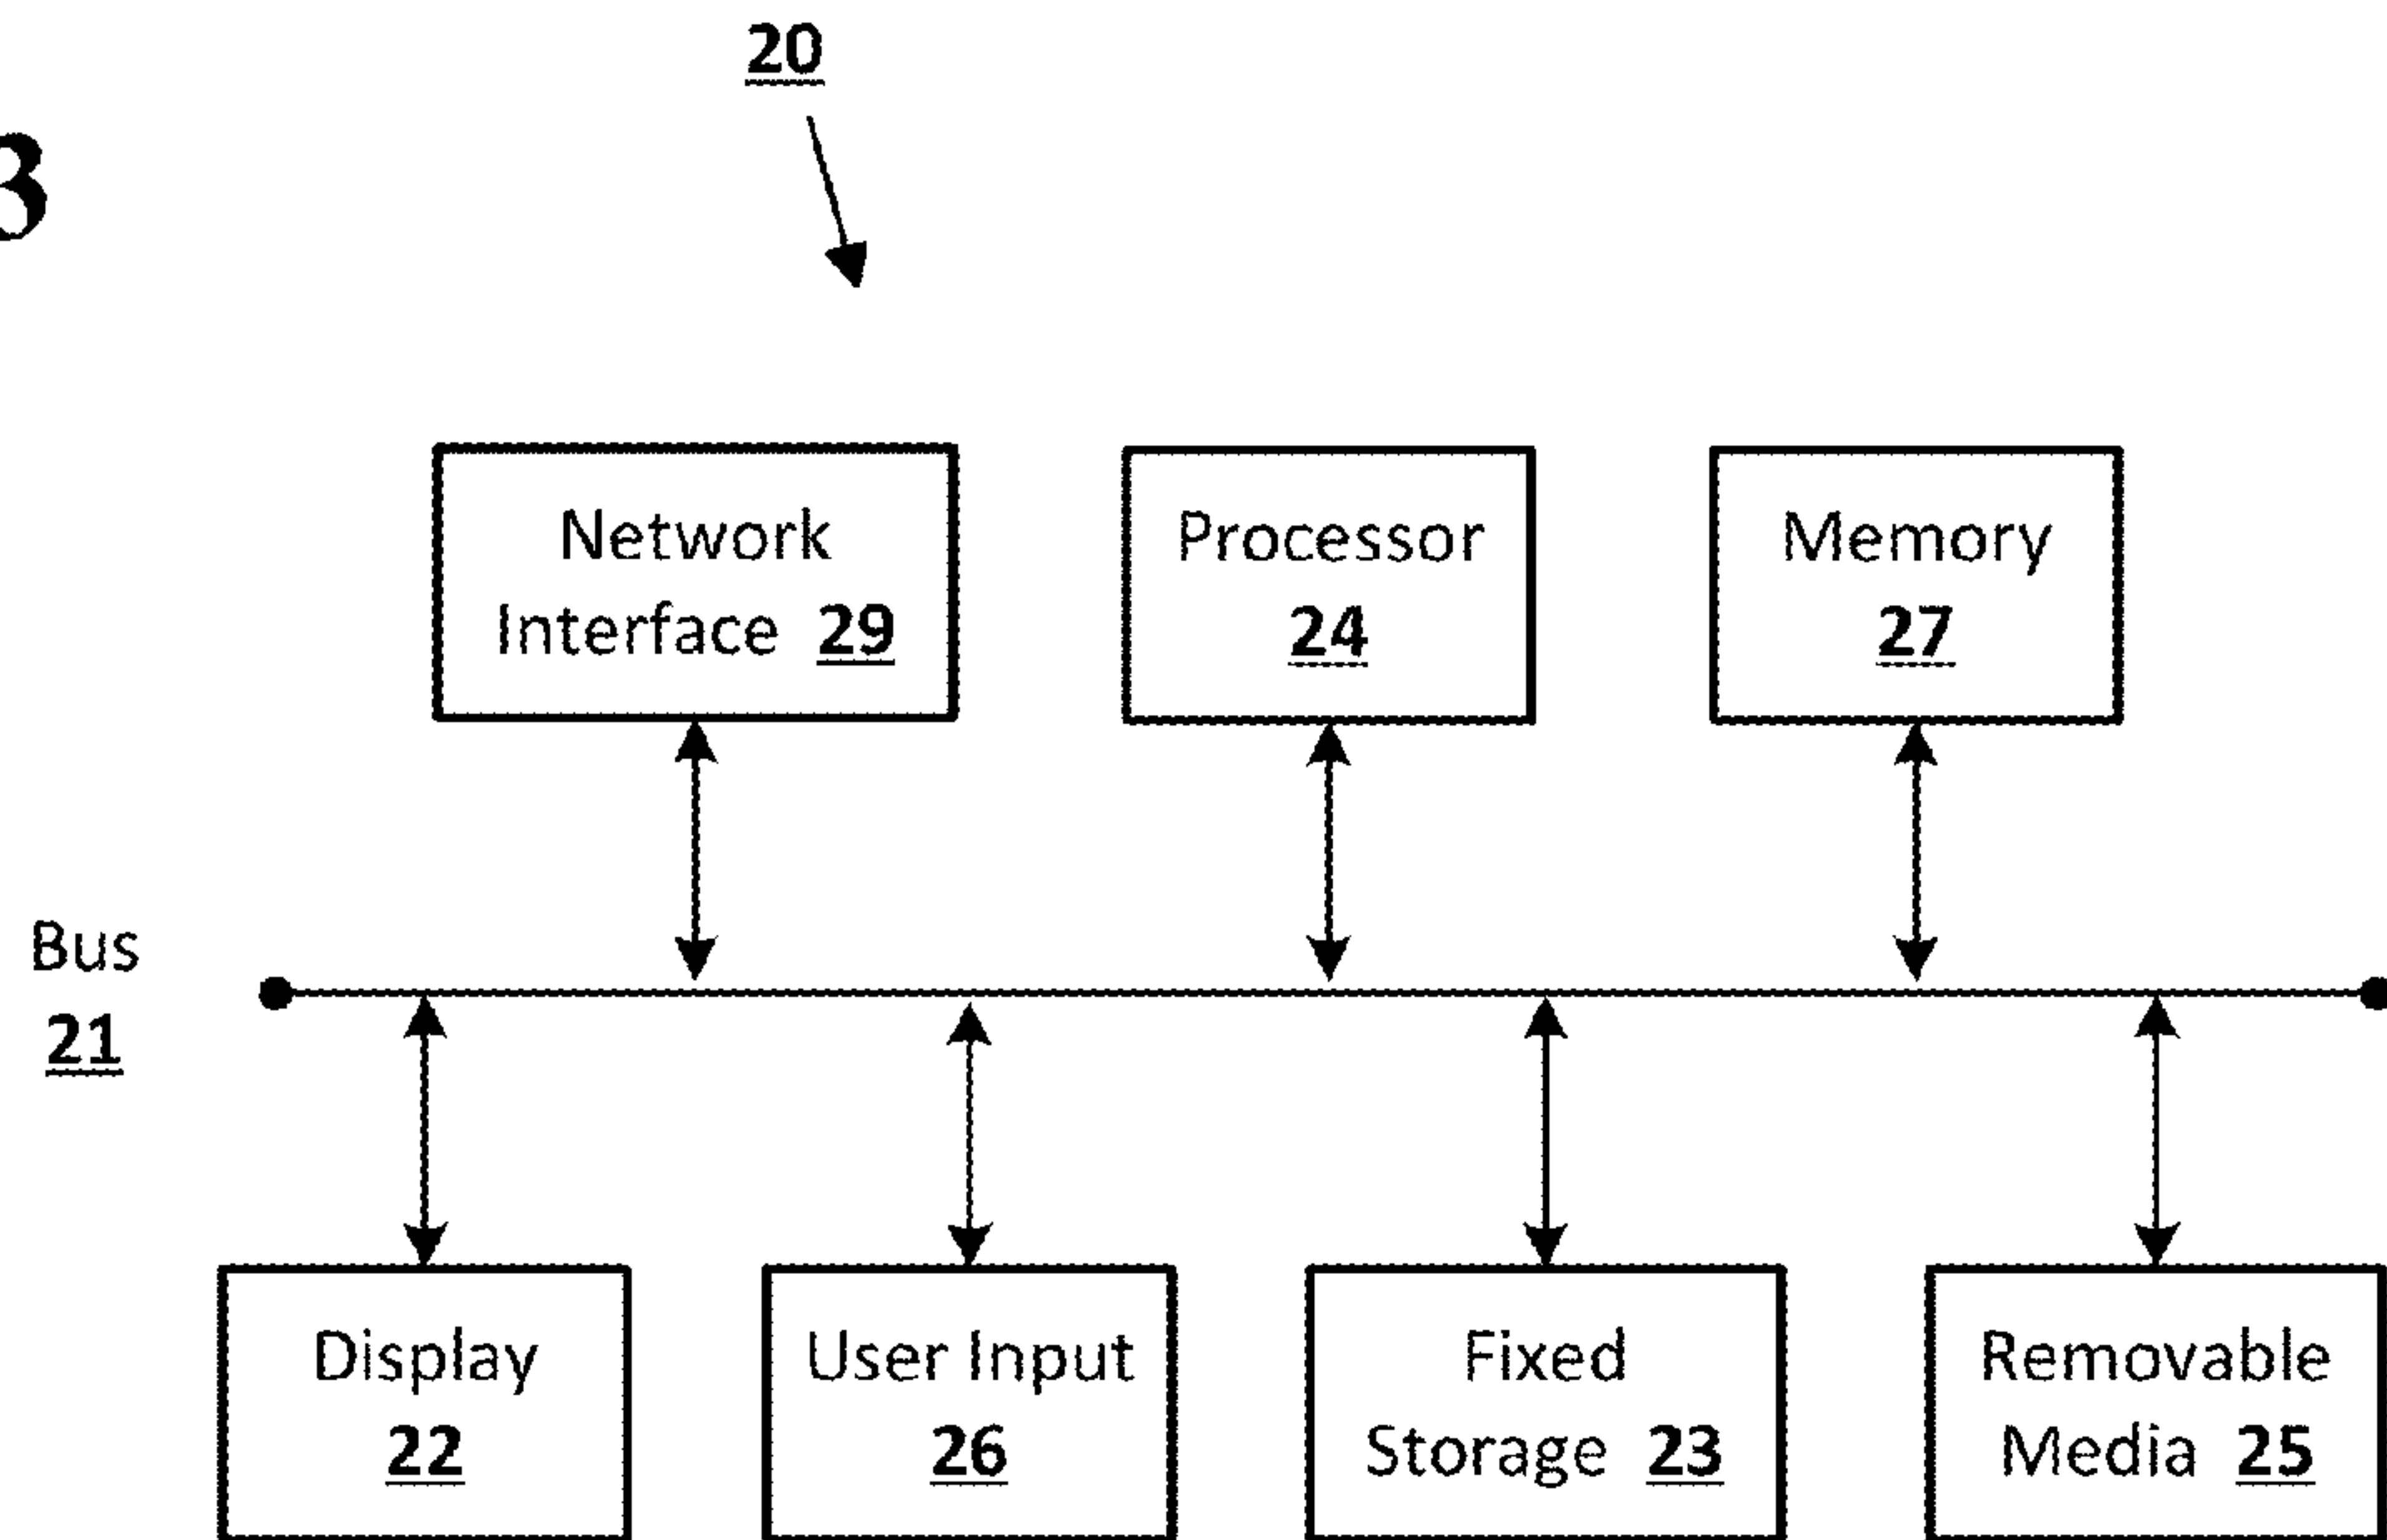 20
3
Network
Interface 29
Processor
24
Memory
27
Bus
21
Display
22
User Input
26
Fixed
Storage 23
Removable
Media 25